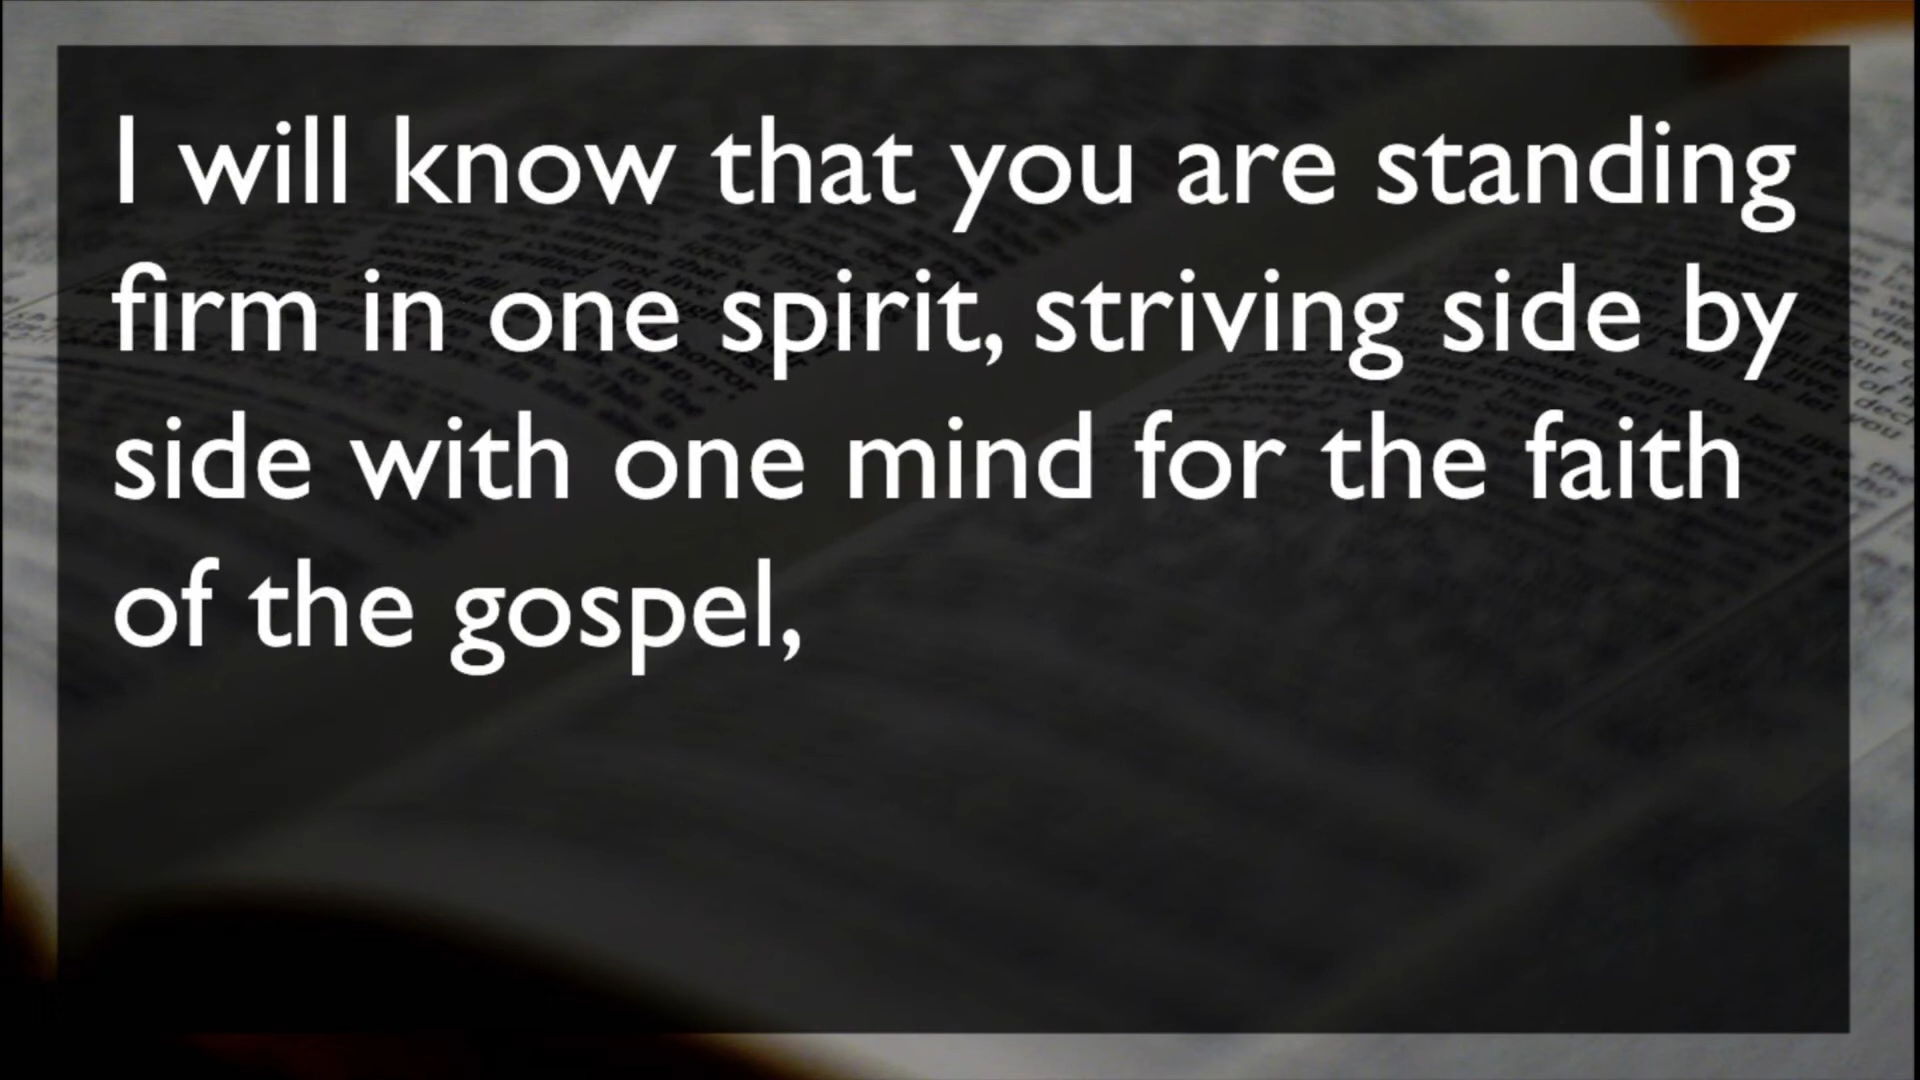 I will know that you are standing
firm in one spirit, striving side by
side with one mind for the faith
of the gospel,